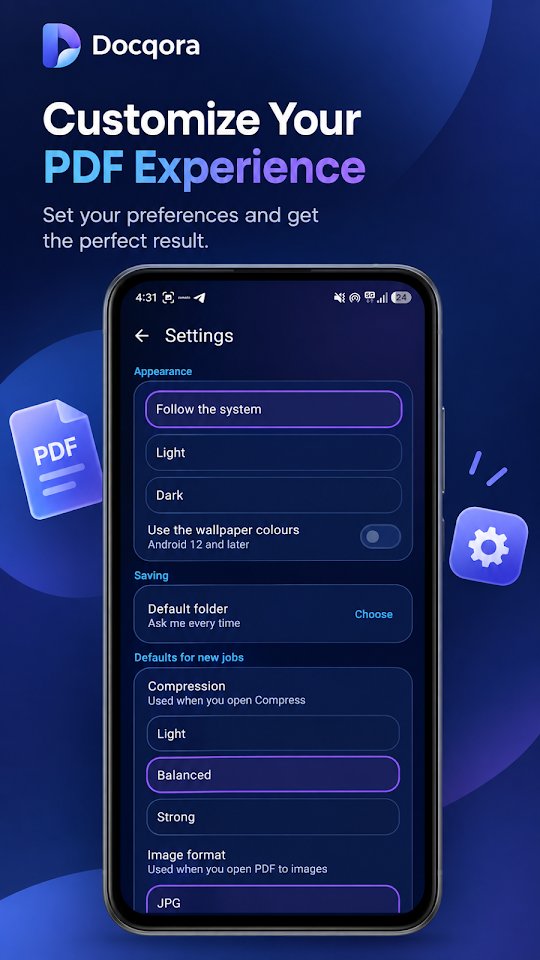 Docqora
Customize Your
PDF Experience
Set your preferences and get
the perfect result.
4:31
5G
24
Settings
Appearance
Follow the system
Light
Dark
Use the wallpaper colours
Android 12 and later
Saving
Default folder
Ask me every time
Choose
Defaults for new jobs
Compression
Used when you open Compress
Light
Balanced
Strong
Image format
Used when you open PDF to images
JPG
PDF